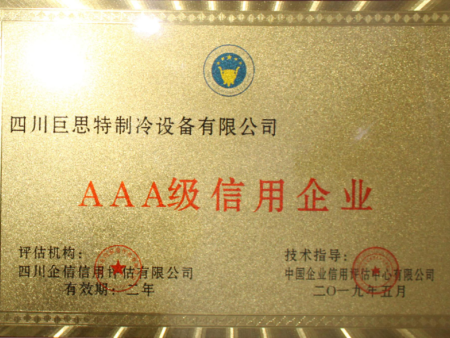 四川巨思特制冷设备有限公司
AAA级信用企业
评估机构：
四川企信信用评估有限公司
有效期：二年
技术指导：
中国企业信用评估中心有限公司
二〇一九年五月